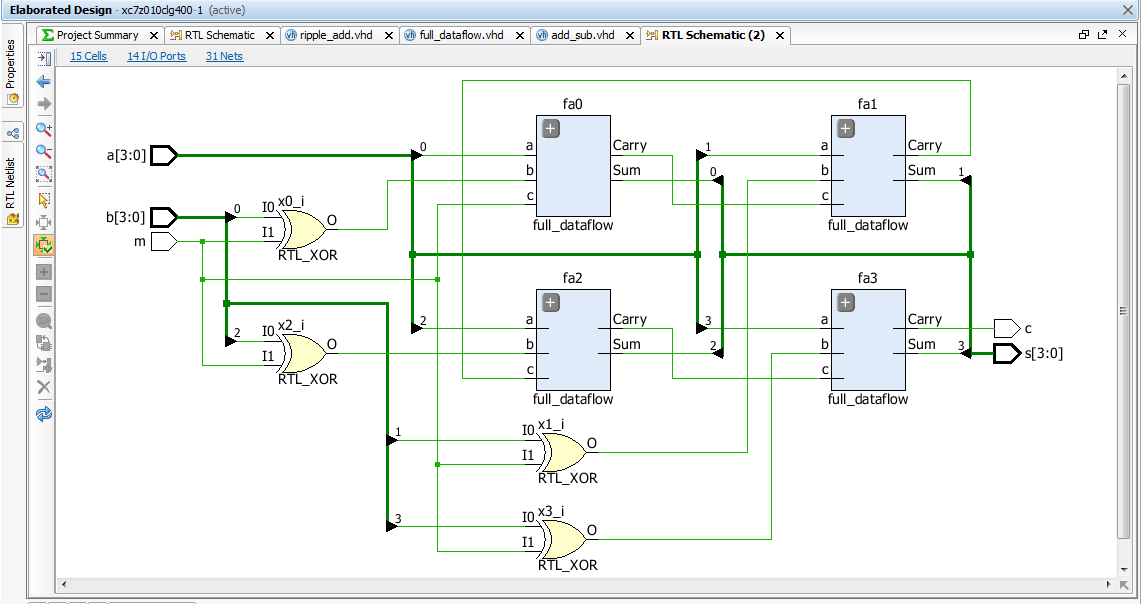 Elaborated Design - xc7z010clg400-1 (active)
Properties
RTL Netlist
Project Summary
RTL Schematic
ripple_add.vhd
full_dataflow.vhd
add_sub.vhd
RTL Schematic (2)
15 Cells 14 I/O Ports 31 Nets
fa0 fa1
a[3:0] 0 a Carry 1 a Carry
b Sum 0 b Sum 1
c c
b[3:0] 0 I0 x0_i O full_dataflow full_dataflow
m I1
RTL_XOR
fa2 fa3
2 a Carry 3 a Carry c
2 I0 x2_i O b Sum 2 b Sum 3 s[3:0]
I1 c c
RTL_XOR full_dataflow full_dataflow
1 I0 x1_i O
I1
RTL_XOR
3 I0 x3_i O
I1
RTL_XOR